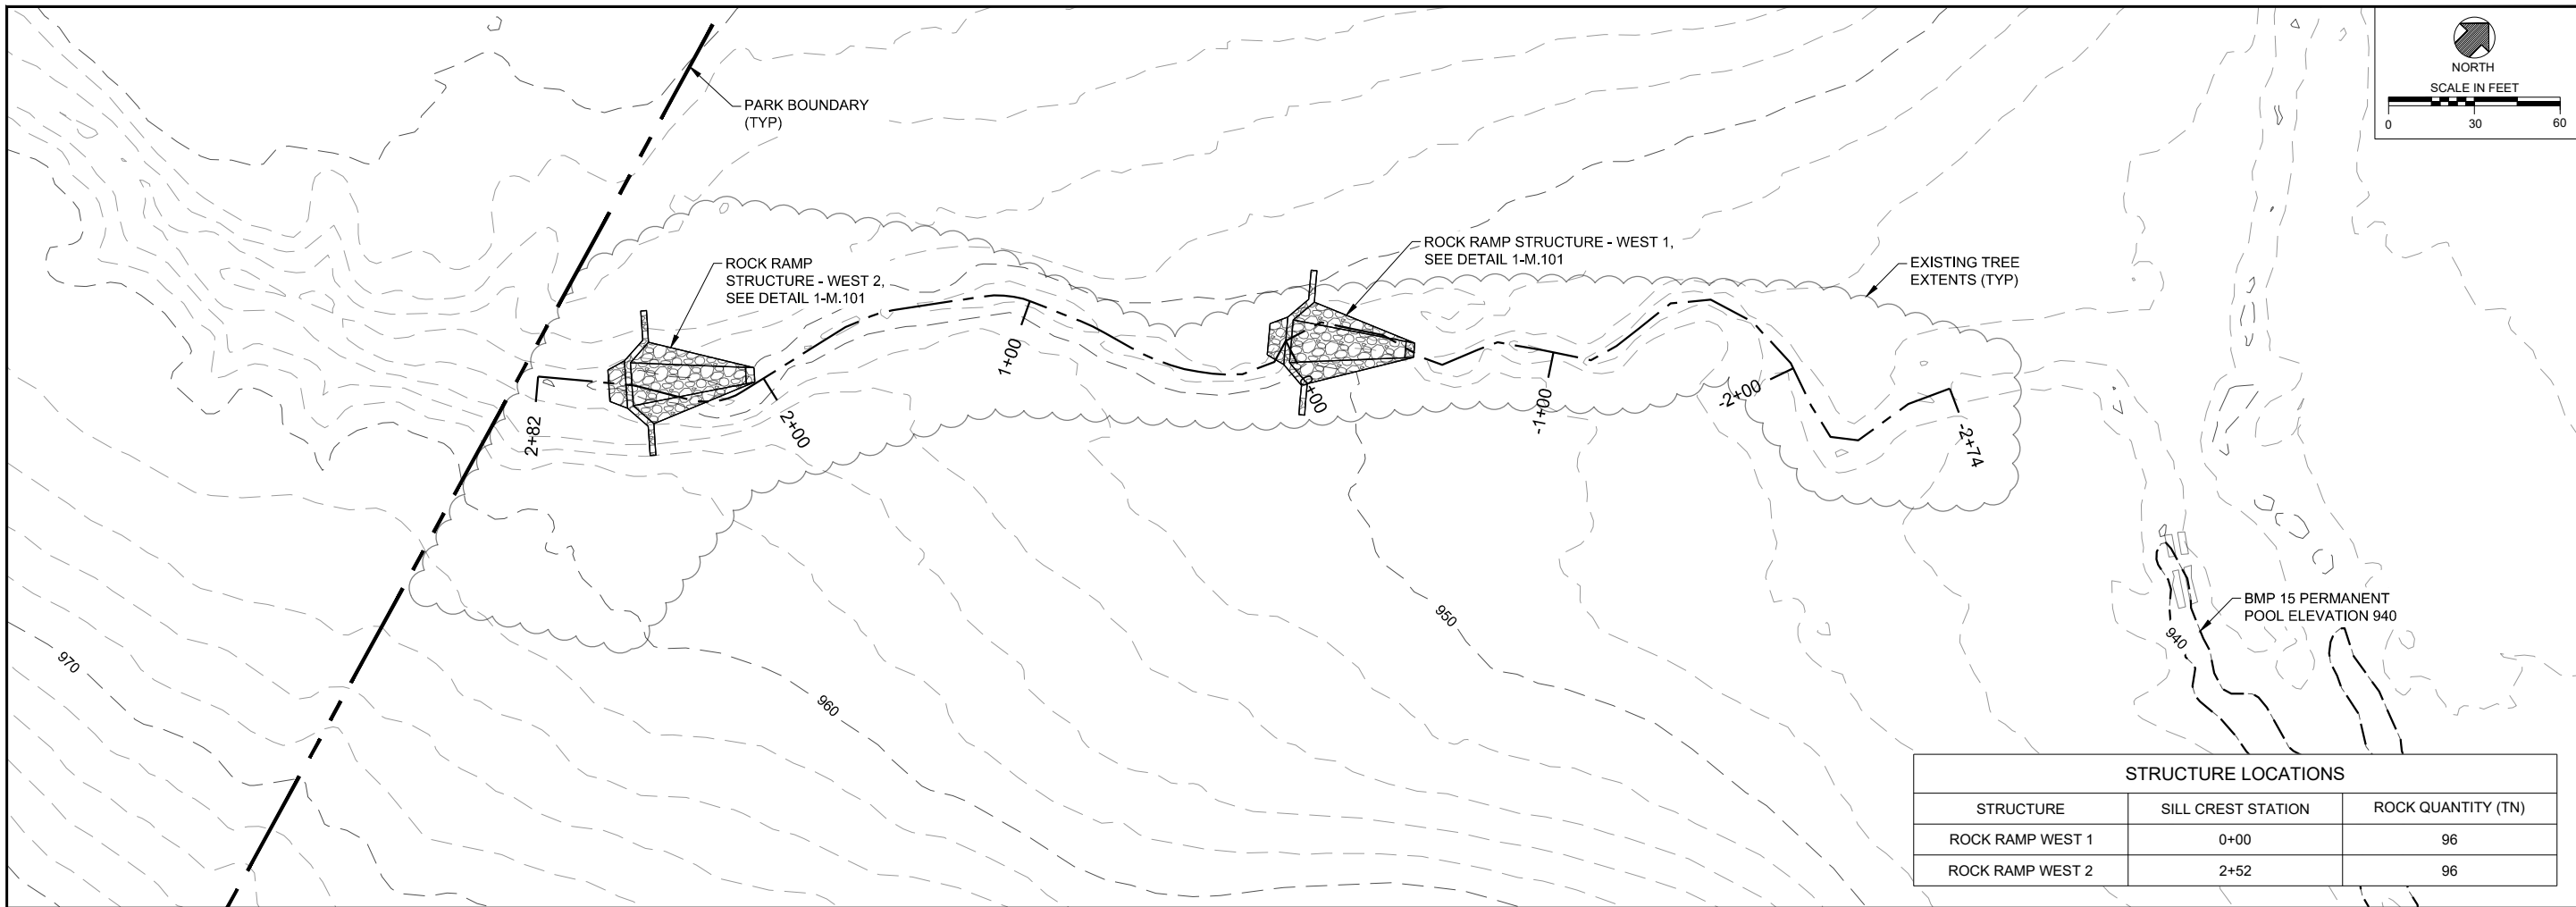 NORTH
SCALE IN FEET
0 30 60
PARK BOUNDARY
(TYP)
ROCK RAMP
STRUCTURE - WEST 2,
SEE DETAIL 1-M.101
ROCK RAMP STRUCTURE - WEST 1,
SEE DETAIL 1-M.101
EXISTING TREE
EXTENTS (TYP)
2+82
2+00
1+00
0+00
-1+00
-2+00
-2+74
BMP 15 PERMANENT
POOL ELEVATION 940
940
950
960
970
STRUCTURE LOCATIONS
STRUCTURE SILL CREST STATION ROCK QUANTITY (TN)
ROCK RAMP WEST 1 0+00 96
ROCK RAMP WEST 2 2+52 96